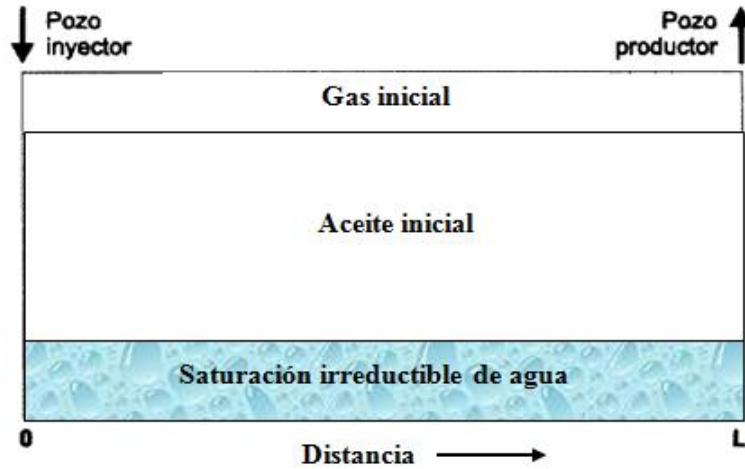 Pozo
inyector
Pozo
productor
Gas inicial
Aceite inicial
Saturación irreductible de agua
0
L
Distancia